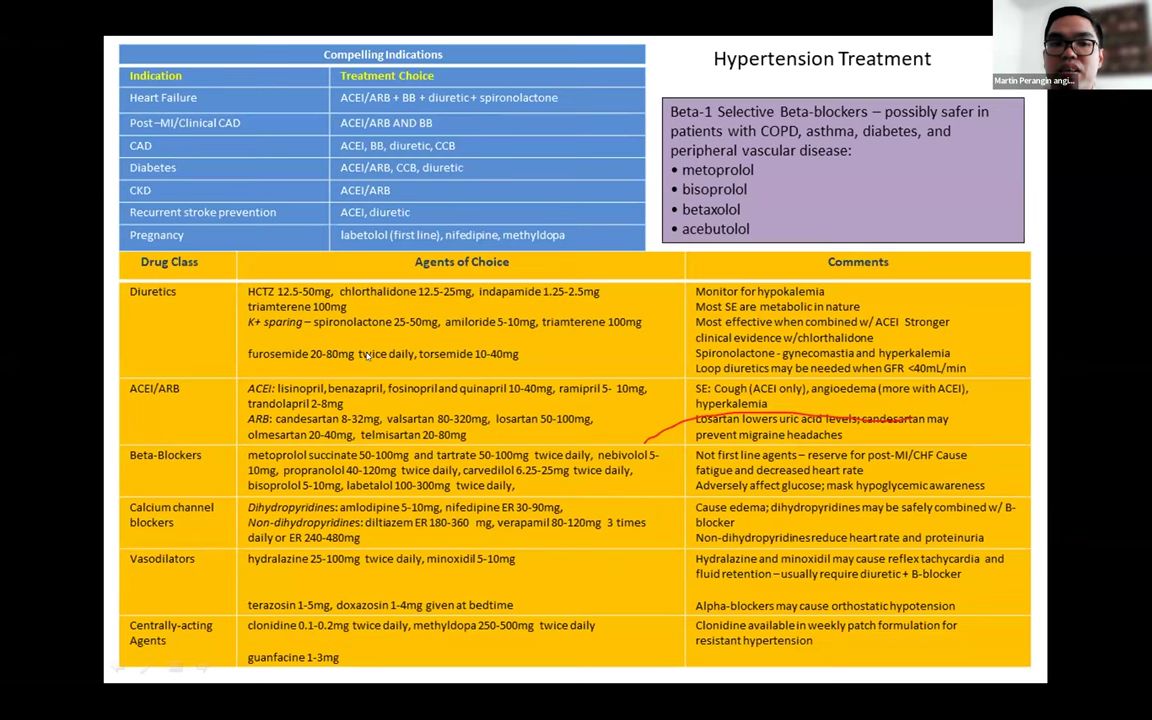 Compelling Indications
Indication Treatment Choice
Heart Failure ACEI/ARB + BB + diuretic + spironolactone
Post –MI/Clinical CAD ACEI/ARB AND BB
CAD ACEI, BB, diuretic, CCB
Diabetes ACEI/ARB, CCB, diuretic
CKD ACEI/ARB
Recurrent stroke prevention ACEI, diuretic
Pregnancy labetolol (first line), nifedipine, methyldopa
Hypertension Treatment
Martin Perangin angi...
Beta-1 Selective Beta-blockers – possibly safer in
patients with COPD, asthma, diabetes, and
peripheral vascular disease:
• metoprolol
• bisoprolol
• betaxolol
• acebutolol
Drug Class Agents of Choice Comments
Diuretics
HCTZ 12.5-50mg, chlorthalidone 12.5-25mg, indapamide 1.25-2.5mg
triamterene 100mg
K+ sparing – spironolactone 25-50mg, amiloride 5-10mg, triamterene 100mg
furosemide 20-80mg twice daily, torsemide 10-40mg
Monitor for hypokalemia
Most SE are metabolic in nature
Most effective when combined w/ ACEI Stronger
clinical evidence w/chlorthalidone
Spironolactone - gynecomastia and hyperkalemia
Loop diuretics may be needed when GFR <40mL/min
ACEI/ARB
ACEI: lisinopril, benazapril, fosinopril and quinapril 10-40mg, ramipril 5- 10mg,
trandolapril 2-8mg
ARB: candesartan 8-32mg, valsartan 80-320mg, losartan 50-100mg,
olmesartan 20-40mg, telmisartan 20-80mg
SE: Cough (ACEI only), angioedema (more with ACEI),
hyperkalemia
Losartan lowers uric acid levels; candesartan may
prevent migraine headaches
Beta-Blockers
metoprolol succinate 50-100mg and tartrate 50-100mg twice daily, nebivolol 5-
10mg, propranolol 40-120mg twice daily, carvedilol 6.25-25mg twice daily,
bisoprolol 5-10mg, labetalol 100-300mg twice daily,
Not first line agents – reserve for post-MI/CHF Cause
fatigue and decreased heart rate
Adversely affect glucose; mask hypoglycemic awareness
Calcium channel
blockers
Dihydropyridines: amlodipine 5-10mg, nifedipine ER 30-90mg,
Non-dihydropyridines: diltiazem ER 180-360 mg, verapamil 80-120mg 3 times
daily or ER 240-480mg
Cause edema; dihydropyridines may be safely combined w/ B-
blocker
Non-dihydropyridines reduce heart rate and proteinuria
Vasodilators
hydralazine 25-100mg twice daily, minoxidil 5-10mg
terazosin 1-5mg, doxazosin 1-4mg given at bedtime
Hydralazine and minoxidil may cause reflex tachycardia and
fluid retention – usually require diuretic + B-blocker
Alpha-blockers may cause orthostatic hypotension
Centrally-acting
Agents
clonidine 0.1-0.2mg twice daily, methyldopa 250-500mg twice daily
guanfacine 1-3mg
Clonidine available in weekly patch formulation for
resistant hypertension